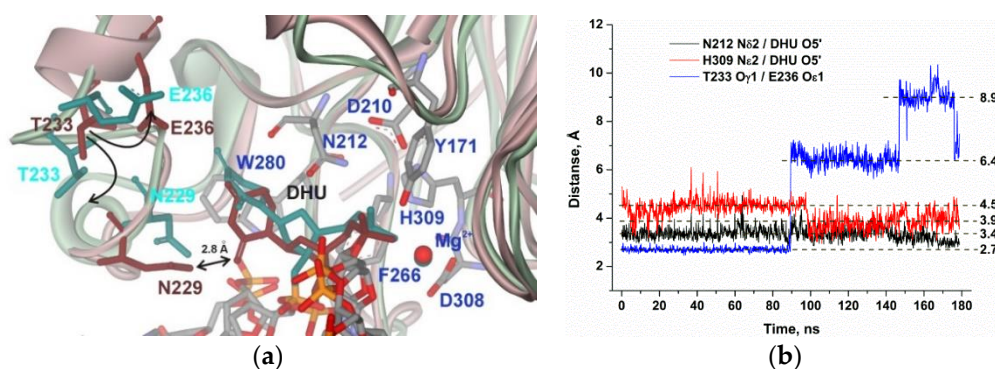 E236
T233
E236
T233
N229
W280
N212
D210
Y171
DHU
H309
2.8 Å
Mg²⁺
F266
N229
D308
(a)
12
10
8
6
4
2
Distanse, Å
N212 Nδ2 / DHU O5'
H309 Nε2 / DHU O5'
T233 Oγ1 / E236 Oε1
8.9
6.4
4.5
3.9
3.4
2.7
0 20 40 60 80 100 120 140 160 180
Time, ns
(b)